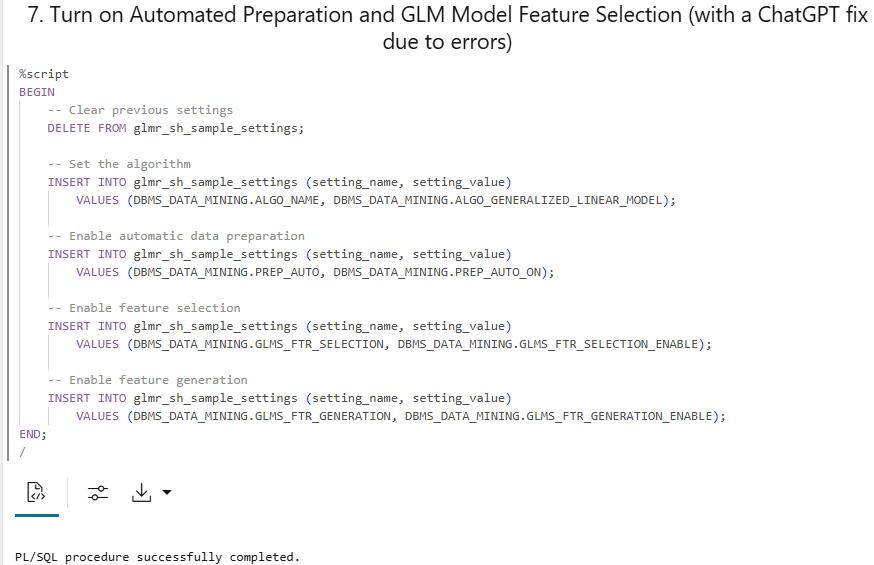 7. Turn on Automated Preparation and GLM Model Feature Selection (with a ChatGPT fix
due to errors)
%script
BEGIN
    -- Clear previous settings
    DELETE FROM glmr_sh_sample_settings;

    -- Set the algorithm
    INSERT INTO glmr_sh_sample_settings (setting_name, setting_value)
        VALUES (DBMS_DATA_MINING.ALGO_NAME, DBMS_DATA_MINING.ALGO_GENERALIZED_LINEAR_MODEL);

    -- Enable automatic data preparation
    INSERT INTO glmr_sh_sample_settings (setting_name, setting_value)
        VALUES (DBMS_DATA_MINING.PREP_AUTO, DBMS_DATA_MINING.PREP_AUTO_ON);

    -- Enable feature selection
    INSERT INTO glmr_sh_sample_settings (setting_name, setting_value)
        VALUES (DBMS_DATA_MINING.GLMS_FTR_SELECTION, DBMS_DATA_MINING.GLMS_FTR_SELECTION_ENABLE);

    -- Enable feature generation
    INSERT INTO glmr_sh_sample_settings (setting_name, setting_value)
        VALUES (DBMS_DATA_MINING.GLMS_FTR_GENERATION, DBMS_DATA_MINING.GLMS_FTR_GENERATION_ENABLE);
END;
/
PL/SQL procedure successfully completed.